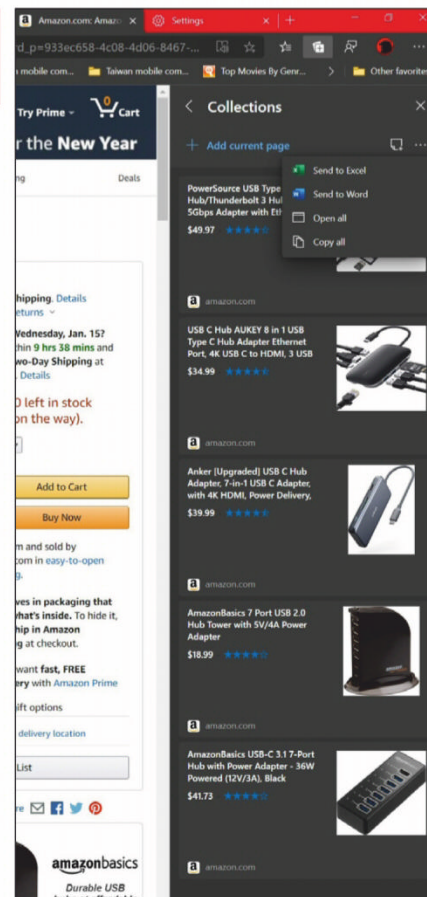 Amazon.com: Amazo
Settings
rd_p=933ec658-4c08-4d06-8467-...
n mobile com...
Taiwan mobile com...
Top Movies By Genr...
Other favorites
Try Prime
0
Cart
r the New Year
ng
Deals
hipping. Details
eturns
Wednesday, Jan. 15?
thin 9 hrs 38 mins and
wo-Day Shipping at
. Details
0 left in stock
on the way).
Add to Cart
Buy Now
m and sold by
com in easy-to-open
g.
ves in packaging that
hat's inside. To hide it,
hip in Amazon
g at checkout.
want fast, FREE
ery with Amazon Prime
ift options
delivery location
List
re
amazonbasics
Durable USB
Collections
Add current page
Send to Excel
Send to Word
Open all
Copy all
PowerSource USB Type
Hub/Thunderbolt 3 Hul
5Gbps Adapter with Eth
$49.97
amazon.com
USB C Hub AUKEY 8 in 1 USB
Type C Hub Adapter Ethernet
Port, 4K USB C to HDMI, 3 USB
$34.99
amazon.com
Anker [Upgraded] USB C Hub
Adapter, 7-in-1 USB C Adapter,
with 4K HDMI, Power Delivery,
$39.99
amazon.com
AmazonBasics 7 Port USB 2.0
Hub Tower with 5V/4A Power
Adapter
$18.99
amazon.com
AmazonBasics USB-C 3.1 7-Port
Hub with Power Adapter - 36W
Powered (12V/3A), Black
$41.73
amazon.com